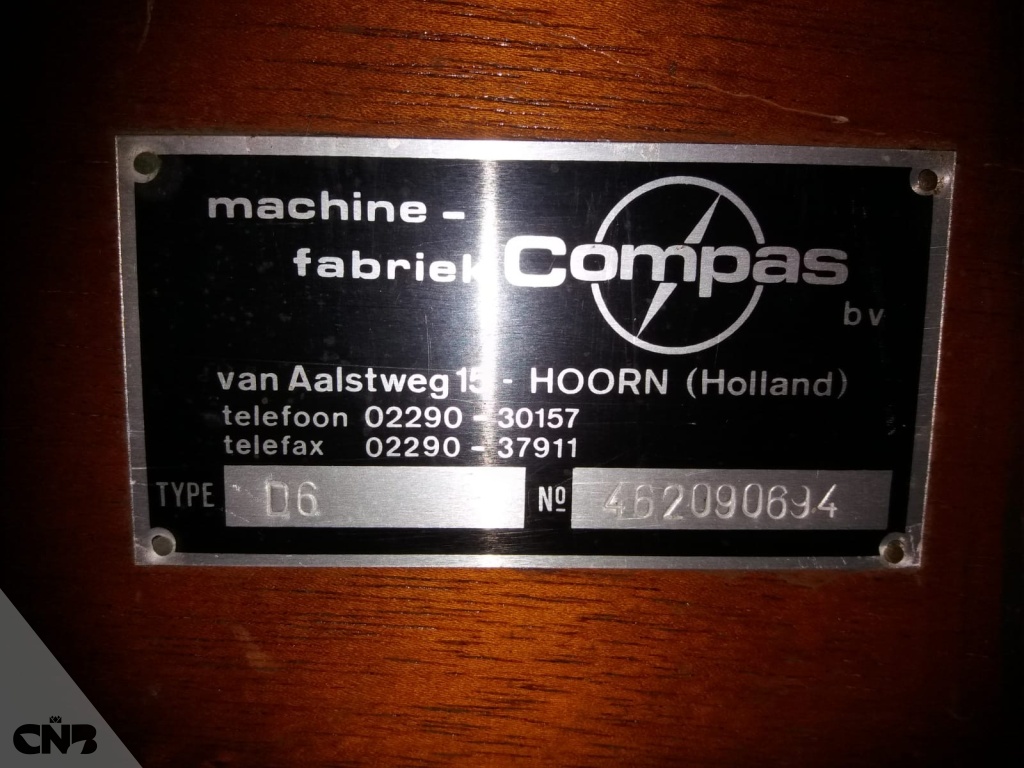 machine-
fabriek Compas
bv
van Aalstweg 15 - HOORN (Holland)
telefoon 02290 - 30157
telefax 02290 - 37911
TYPE D6 Nº 462090694
CNB